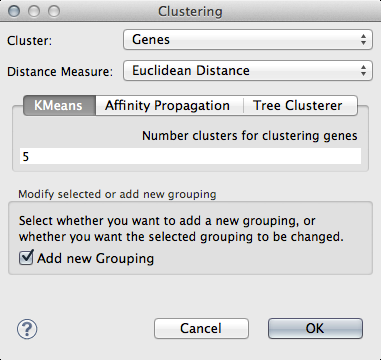 Clustering
Cluster: Genes
Distance Measure: Euclidean Distance
KMeans Affinity Propagation Tree Clusterer
Number clusters for clustering genes
5
Modify selected or add new grouping
Select whether you want to add a new grouping, or
whether you want the selected grouping to be changed.
Add new Grouping
? Cancel OK